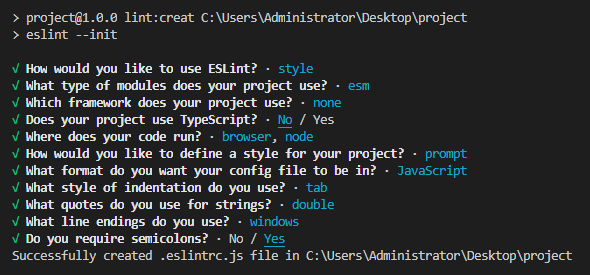 > project@1.0.0 lint:creat C:\Users\Administrator\Desktop\project
> eslint --init
√ How would you like to use ESLint? · style
√ What type of modules does your project use? · esm
√ Which framework does your project use? · none
√ Does your project use TypeScript? · No / Yes
√ Where does your code run? · browser, node
√ How would you like to define a style for your project? · prompt
√ What format do you want your config file to be in? · JavaScript
√ What style of indentation do you use? · tab
√ What quotes do you use for strings? · double
√ What line endings do you use? · windows
√ Do you require semicolons? · No / Yes
Successfully created .eslintrc.js file in C:\Users\Administrator\Desktop\project